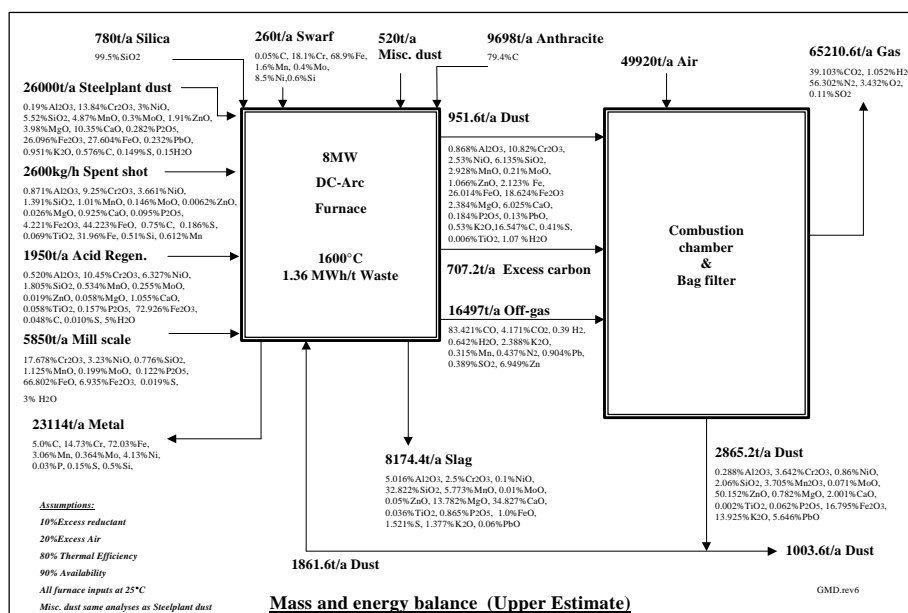 780t/a Silica
99.5%SiO2
260t/a Swarf
0.05%C, 18.1%Cr, 68.9%Fe,
1.6%Mn, 0.4%Mo,
8.5%Ni,0.6%Si
520t/a
Misc. dust
9698t/a Anthracite
79.4%C
49920t/a Air
65210.6t/a Gas
39.103%CO2, 1.052%H2O
56.302%N2, 3.432%O2,
0.11%SO2
26000t/a Steelplant dust
0.19%Al2O3, 13.84%Cr2O3, 3%NiO,
5.52%SiO2, 4.87%MnO, 0.3%MoO, 1.91%ZnO,
3.98%MgO, 10.35%CaO, 0.282%P2O5,
26.096%Fe2O3, 27.604%FeO, 0.232%PbO,
0.951%K2O, 0.576%C, 0.149%S, 0.15H2O
2600kg/h Spent shot
0.871%Al2O3, 9.25%Cr2O3, 3.661%NiO,
1.391%SiO2, 1.01%MnO, 0.146%MoO, 0.0062%ZnO,
0.026%MgO, 0.925%CaO, 0.095%P2O5,
4.221%Fe2O3, 44.223%FeO, 0.75%C, 0.186%S,
0.069%TiO2, 31.96%Fe, 0.51%Si, 0.612%Mn
1950t/a Acid Regen.
0.520%Al2O3, 10.45%Cr2O3, 6.327%NiO,
1.805%SiO2, 0.534%MnO, 0.255%MoO,
0.019%ZnO, 0.058%MgO, 1.055%CaO,
0.058%TiO2, 0.157%P2O5, 72.926%Fe2O3,
0.048%C, 0.010%S, 5%H2O
5850t/a Mill scale
17.678%Cr2O3, 3.23%NiO, 0.776%SiO2,
1.125%MnO, 0.199%MoO, 0.122%P2O5,
66.802%FeO, 6.935%Fe2O3, 0.019%S,
3% H2O
8MW
DC-Arc
Furnace
1600°C
1.36 MWh/t Waste
951.6t/a Dust
0.868%Al2O3, 10.82%Cr2O3,
2.53%NiO, 6.135%SiO2,
2.928%MnO, 0.21%MoO
1.066%ZnO, 2.123% Fe,
26.014%FeO, 18.624%Fe2O3
2.384%MgO, 6.025%CaO,
0.184%P2O5, 0.13%PbO,
0.53%K2O,16.547%C, 0.41%S,
0.006%TiO2, 1.07 %H2O
707.2t/a Excess carbon
16497t/a Off-gas
83.421%CO, 4.171%CO2, 0.39 H2,
0.642%H2O, 2.388%K2O,
0.315%Mn, 0.437%N2, 0.904%Pb,
0.389%SO2, 6.949%Zn
Combustion
chamber
&
Bag filter
23114t/a Metal
5.0%C, 14.73%Cr, 72.03%Fe,
3.06%Mn, 0.364%Mo, 4.13%Ni,
0.03%P, 0.15%S, 0.5%Si,
8174.4t/a Slag
5.016%Al2O3, 2.5%Cr2O3, 0.1%NiO,
32.822%SiO2, 5.773%MnO, 0.01%MoO,
0.05%ZnO, 13.782%MgO, 34.827%CaO,
0.036%TiO2, 0.865%P2O5, 1.0%FeO,
1.521%S, 1.377%K2O, 0.06%PbO
2865.2t/a Dust
0.288%Al2O3, 3.642%Cr2O3, 0.86%NiO,
2.06%SiO2, 3.705%Mn2O3, 0.071%MoO,
50.152%ZnO, 0.782%MgO, 2.001%CaO,
0.002%TiO2, 0.062%P2O5, 16.795%Fe2O3,
13.925%K2O, 5.646%PbO
Assumptions:
10%Excess reductant
20%Excess Air
80% Thermal Efficiency
90% Availability
All furnace inputs at 25°C
Misc. dust same analyses as Steelplant dust
1861.6t/a Dust
1003.6t/a Dust
Mass and energy balance (Upper Estimate)
GMD.rev6